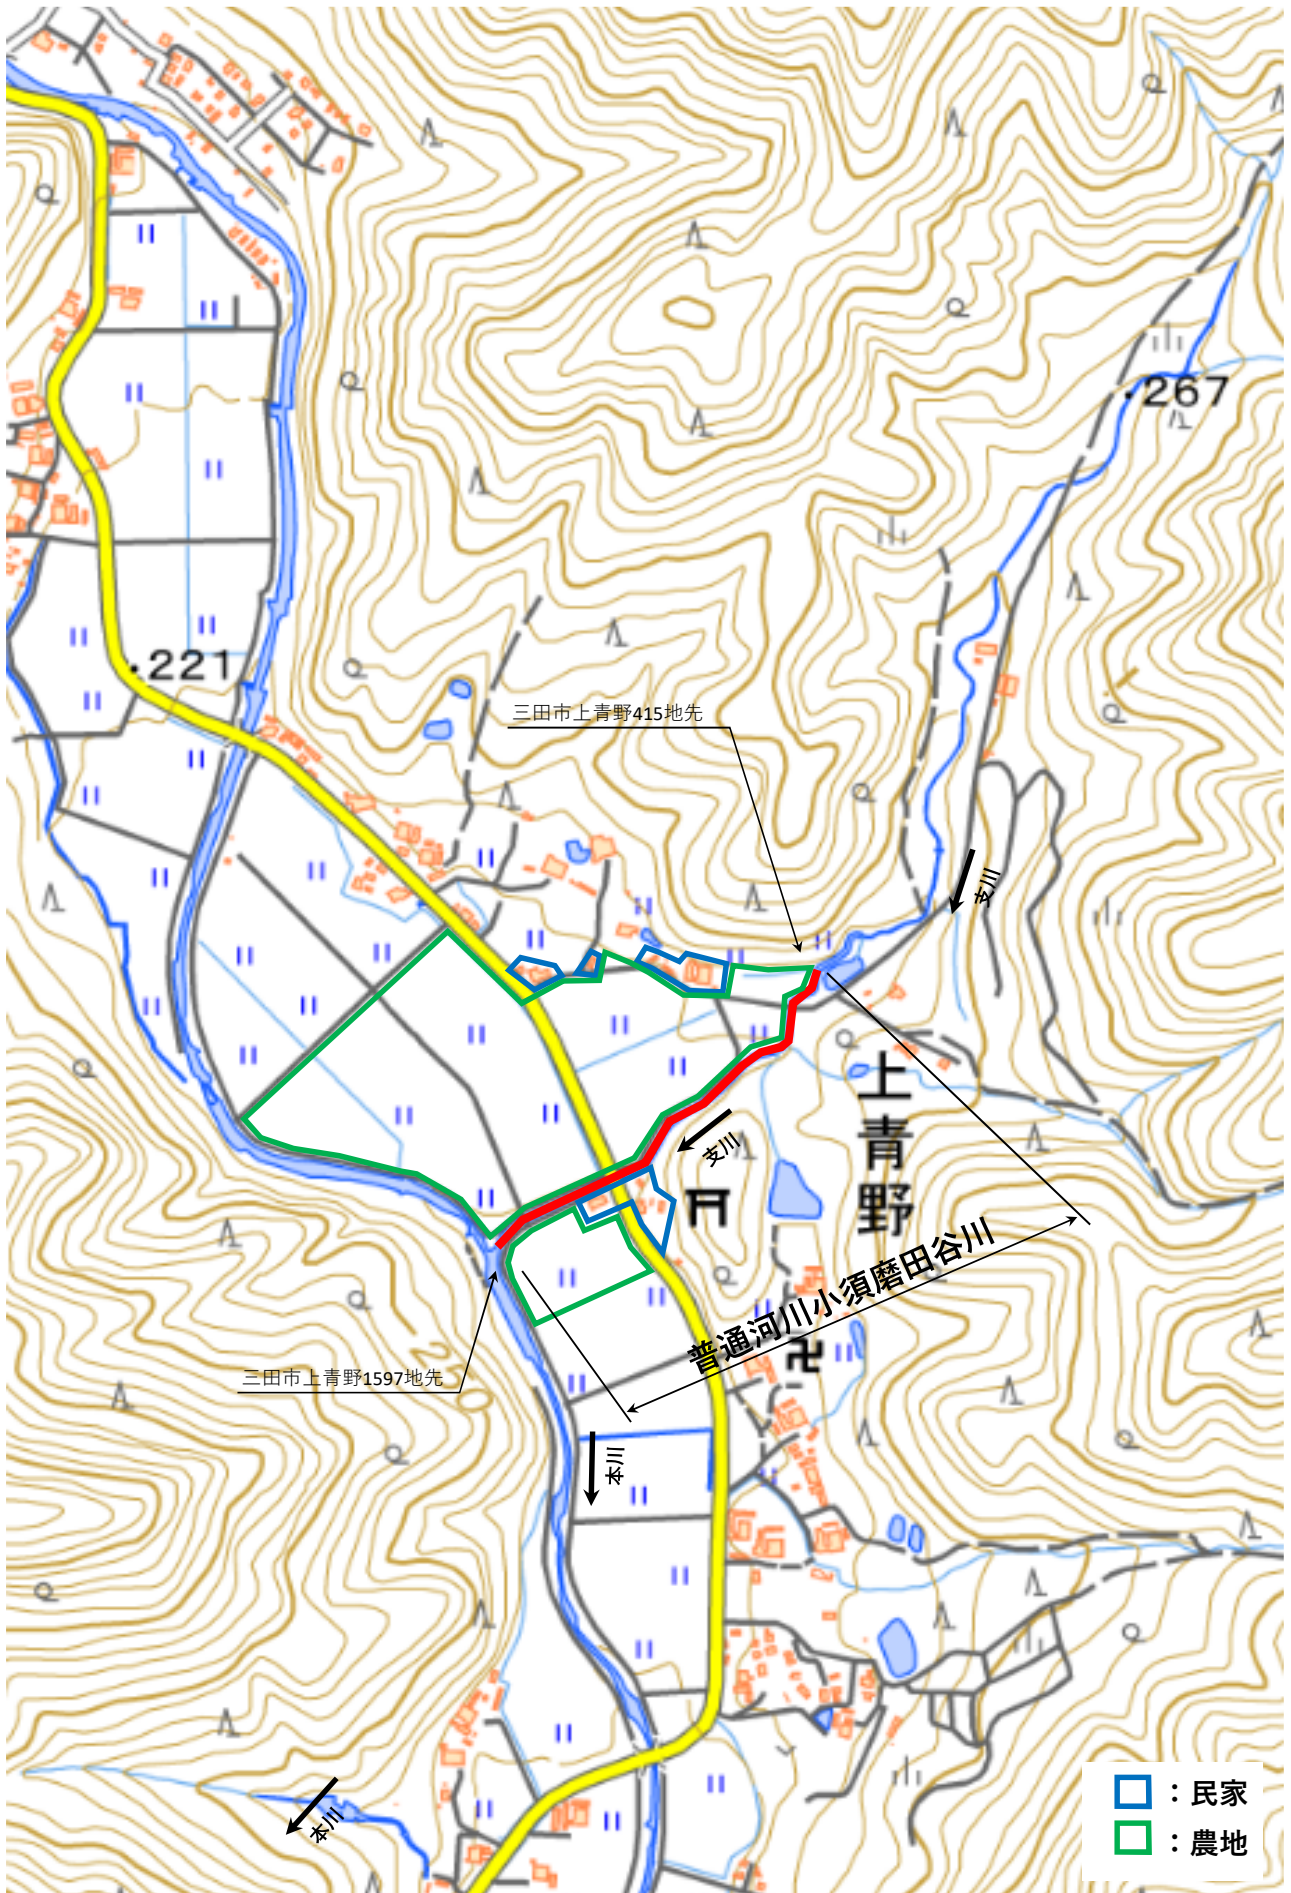 267
221
三田市上青野415地先
支川
上青野
支川
普通河川小須磨田谷川
三田市上青野1597地先
200
本川
本川
：民家
：農地